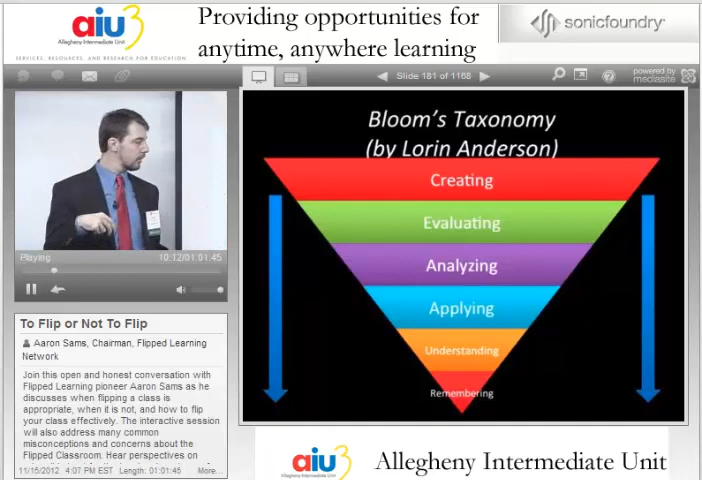 aiu3
Allegheny Intermediate Unit
SERVICES, RESOURCES, AND RESEARCH FOR EDUCATION
Providing opportunities for
anytime, anywhere learning
sonicfoundry
Slide 181 of 1168
powered by
mediasite
Bloom's Taxonomy
(by Lorin Anderson)
Creating
Evaluating
Analyzing
Applying
Understanding
Remembering
Playing
10:12/01:01:45
To Flip or Not To Flip
Aaron Sams, Chairman, Flipped Learning
Network
Join this open and honest conversation with
Flipped Learning pioneer Aaron Sams as he
discusses when flipping a class is
appropriate, when it is not, and how to flip
your class effectively. The interactive session
will also address many common
misconceptions and concerns about the
Flipped Classroom. Hear perspectives on
11/15/2012 4:07 PM EST Length: 01:01:45 More...
aiu3
Allegheny Intermediate Unit
Allegheny Intermediate Unit